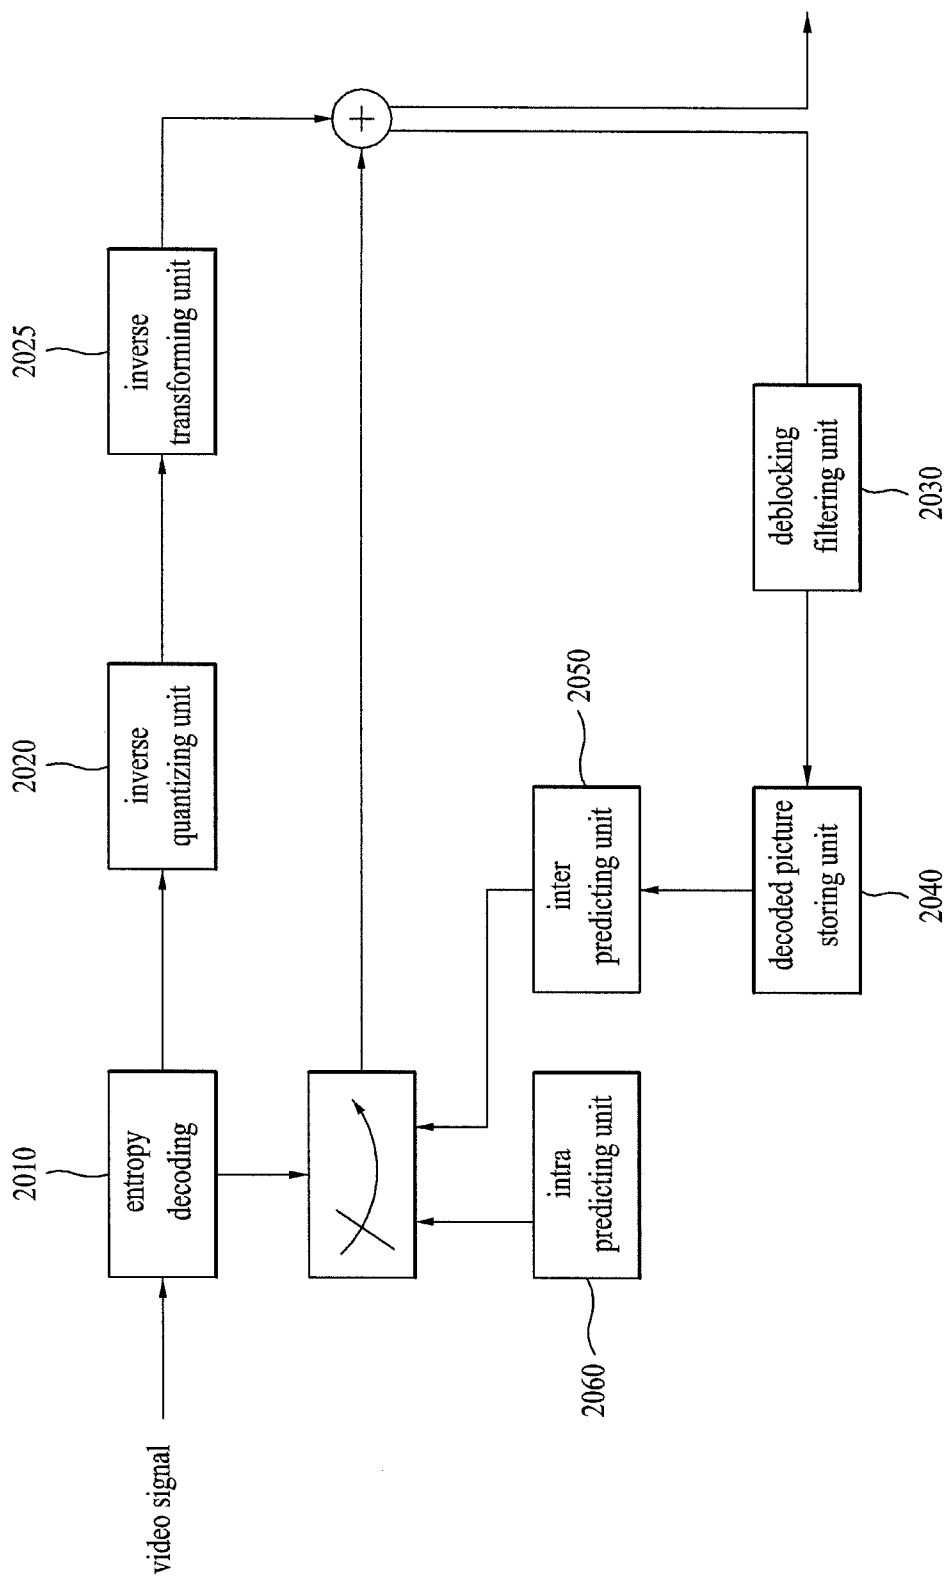 2010
2020
2025
video signal
entropy
decoding
inverse
quantizing unit
inverse
transforming unit
+
2050
intra
predicting unit
inter
predicting unit
2060
decoded picture
storing unit
deblocking
filtering unit
2040
2030